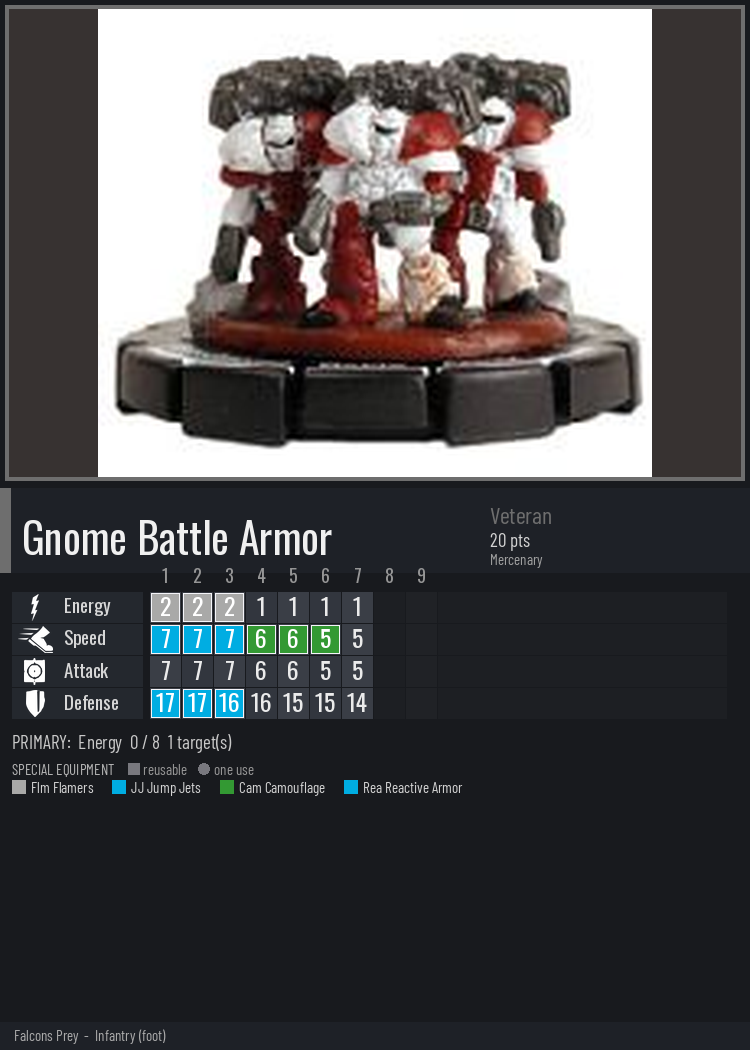 Gnome Battle Armor
Veteran
20 pts
Mercenary
1 2 3 4 5 6 7 8 9
Energy 2 2 2 1 1 1 1
Speed 7 7 7 6 6 5 5
Attack 7 7 7 6 6 5 5
Defense 17 17 16 16 15 15 14
PRIMARY: Energy 0 / 8 1 target(s)
SPECIAL EQUIPMENT reusable one use
Flm Flamers JJ Jump Jets Cam Camouflage Rea Reactive Armor
Falcons Prey - Infantry (foot)